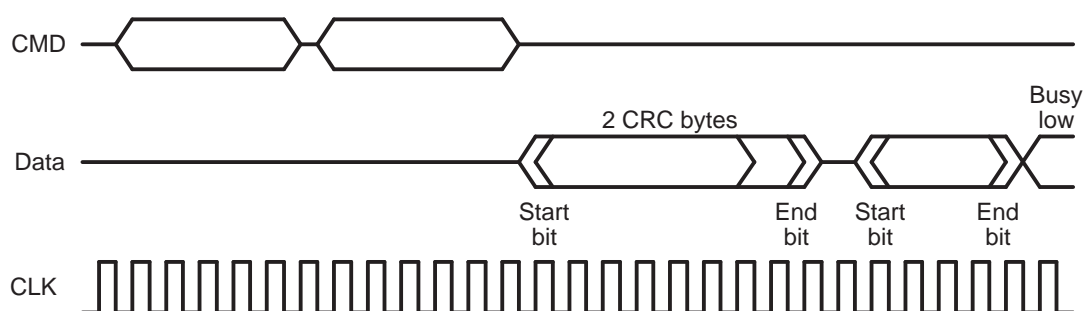 CMD
Busy
low
2 CRC bytes
Data
Start
bit
End
bit
Start
bit
End
bit
CLK